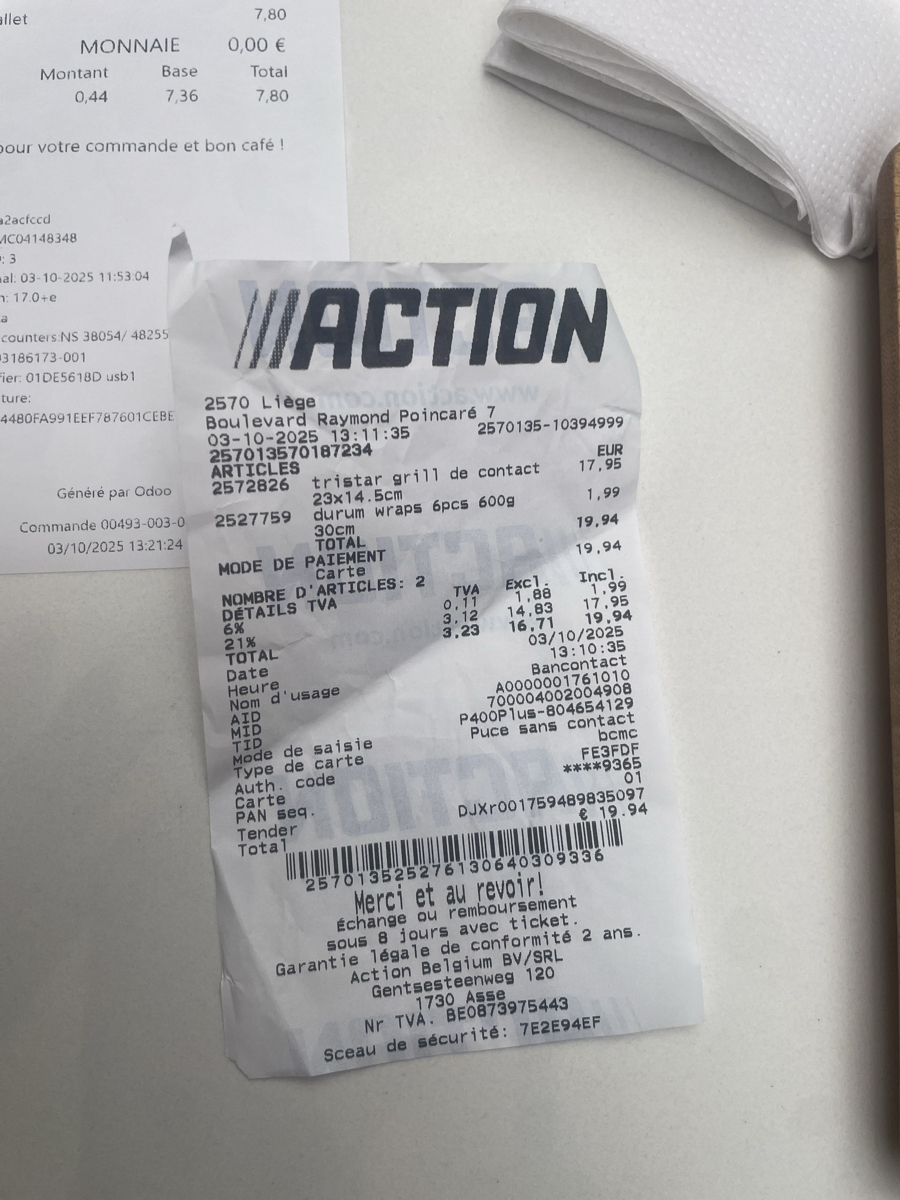 allet 7,80
MONNAIE 0,00 €
Montant Base Total
0,44 7,36 7,80
pour votre commande et bon café !
a2acfccd
MC04148348
: 3
al: 03-10-2025 11:53:04
n: 17.0+e
a
counters:NS 38054/ 48255
03186173-001
fier: 01DE5618D usb1
ture:
4480FA991EEF787601CEBE
Généré par Odoo
Commande 00493-003-0
03/10/2025 13:21:24
///ACTION
2570 Liège
Boulevard Raymond Poincaré 7
03-10-2025 13:11:35 2570135-10394999
257013570187234
ARTICLES EUR
2572826 tristar grill de contact 17,95
23x14.5cm
2527759 durum wraps 6pcs 600g 1,99
30cm
TOTAL 19,94
MODE DE PAIEMENT
Carte 19,94
NOMBRE D'ARTICLES: 2
DÉTAILS TVA TVA Excl. Incl.
6% 0,11 1,88 1,99
21% 3,12 14,83 17,95
TOTAL 3,23 16,71 19,94
Date 03/10/2025
Heure 13:10:35
Nom d'usage Bancontact
AID A0000001761010
MID 700004002004908
TID P400Plus-804654129
Mode de saisie Puce sans contact
Type de carte bcmc
Auth. code FE3FDF
Carte ****9365
PAN seq. 01
Tender DJXr001759489835097
Total € 19.94
2570135252761306403​09336
Merci et au revoir!
Échange ou remboursement
sous 8 jours avec ticket.
Garantie légale de conformité 2 ans.
Action Belgium BV/SRL
Gentsesteenweg 120
1730 Asse
Nr TVA. BE0873975443
Sceau de sécurité: 7E2E94EF